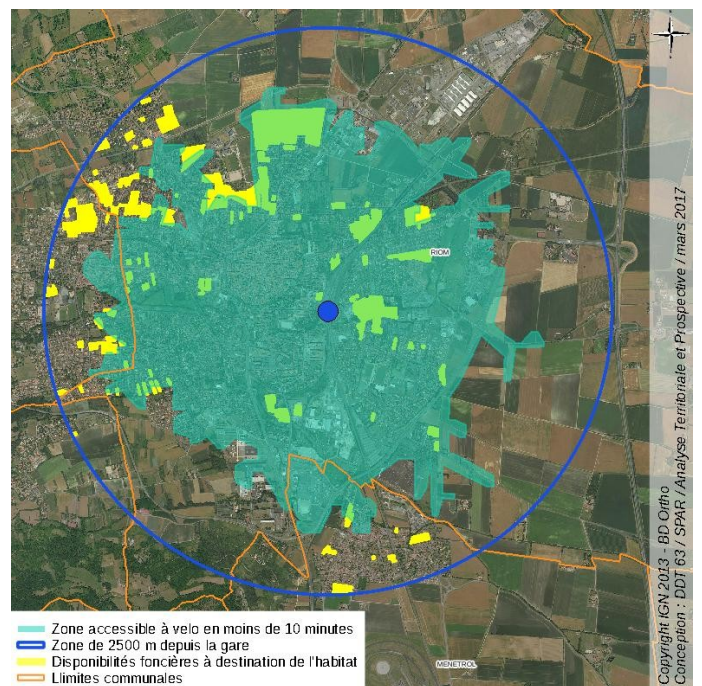 RIOM
MENETROL
Zone accessible à velo en moins de 10 minutes
Zone de 2500 m depuis la gare
Disponibilités foncières à destination de l'habitat
Llimites communales
Copyright IGN 2013 - BD Ortho
Conception : DDT 63 / SPAR / Analyse Territoriale et Prospective / mars 2017